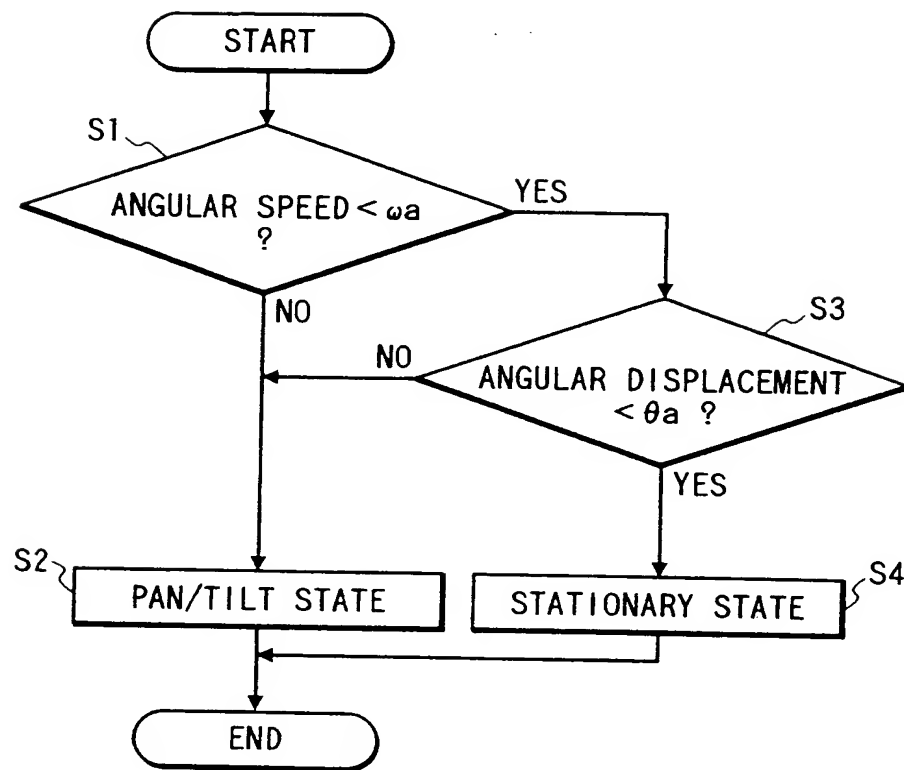 START
S1
ANGULAR SPEED < ωa
?
YES
NO
S3
NO
ANGULAR DISPLACEMENT
< θa ?
YES
S2
PAN/TILT STATE
STATIONARY STATE
S4
END